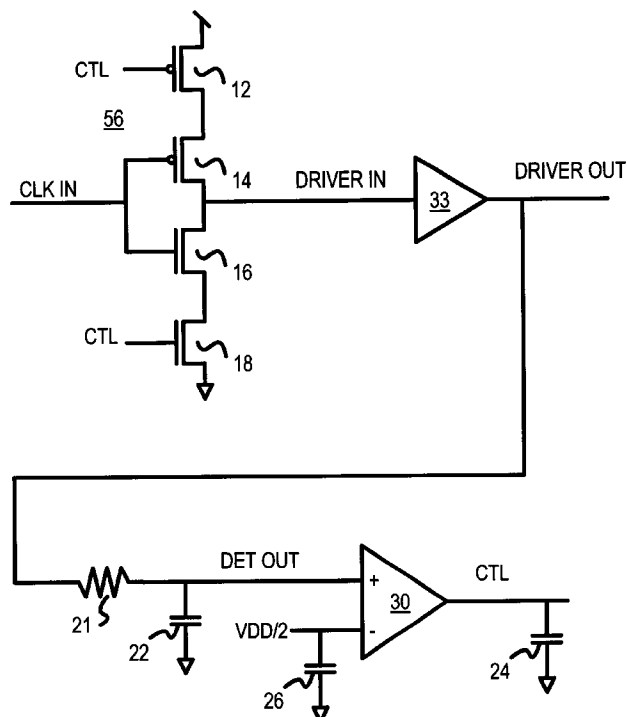 CTL
12
56
14
CLK IN
DRIVER IN
33
DRIVER OUT
16
CTL
18
DET OUT
CTL
+
30
21
22
VDD/2
-
24
26